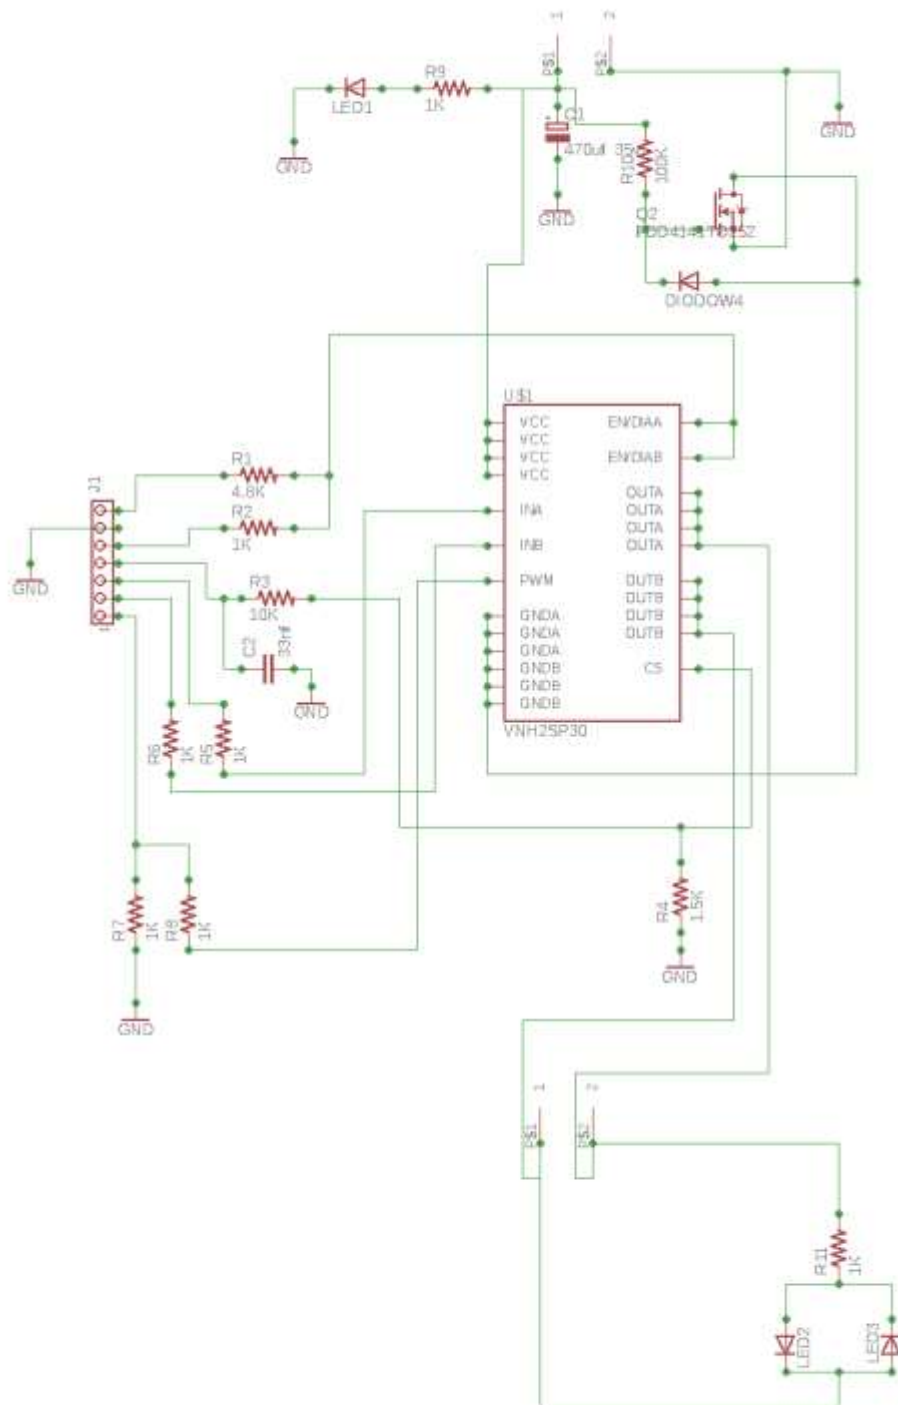 1
2
P$1
P$2
R9
1K
LED1
GND
GND
C1
470uf 35v
GND
R10
100K
Q2
DIODOW4
U$1
VCC
VCC
VCC
VCC
INA
INB
PWM
GNDA
GNDA
GNDA
GNDB
GNDB
GNDB
EN/DIAA
EN/DIAB
OUTA
OUTA
OUTA
OUTA
OUTB
OUTB
OUTB
OUTB
CS
VNH2SP30
J1
1
GND
R1
4.8K
R2
1K
R3
10K
C2
33nf
GND
R6
1K
R5
1K
R7
1K
R8
1K
GND
R4
1.5K
GND
1
2
P$1
P$2
R11
1K
LED2
LED3